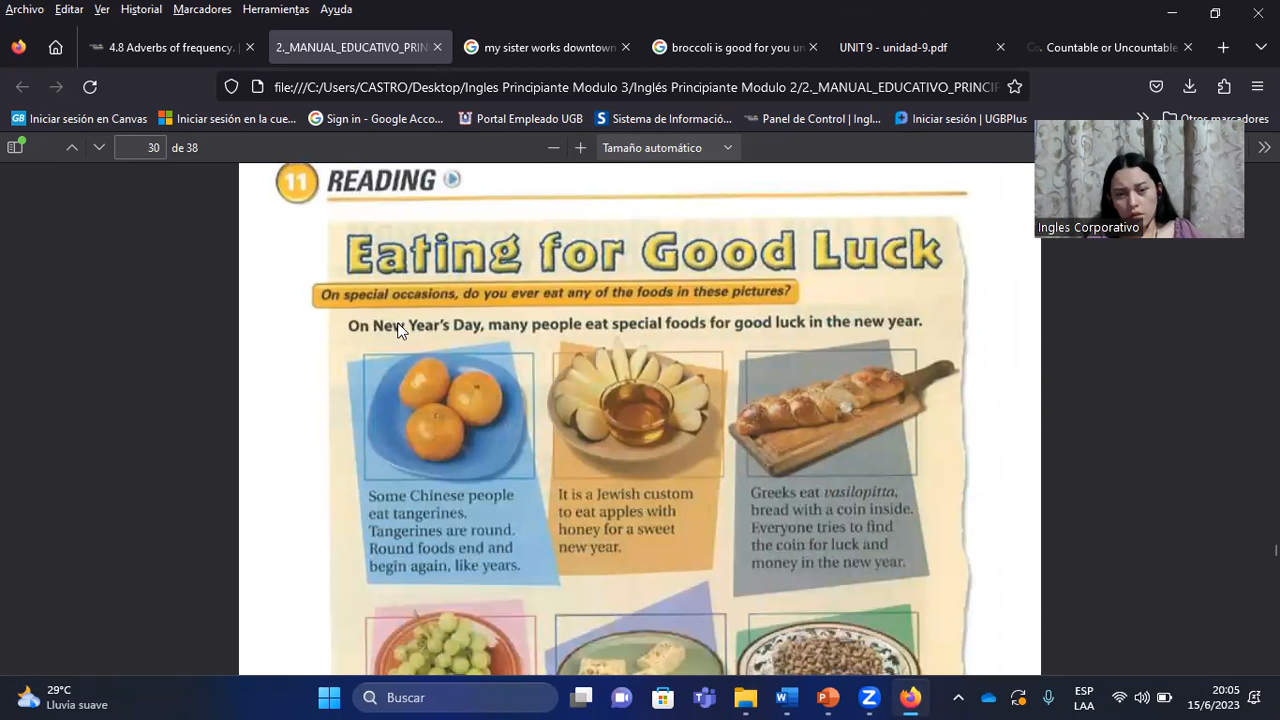 Archivo Editar Ver Historial Marcadores Herramientas Ayuda
4.8 Adverbs of frequency. 2._MANUAL_EDUCATIVO_PRIN my sister works downtown broccoli is good for you un UNIT 9 - unidad-9.pdf Countable or Uncountable
file:///C:/Users/CASTRO/Desktop/Ingles Principiante Modulo 3/Inglés Principiante Modulo 2/2._MANUAL_EDUCATIVO_PRINCIP
GB Iniciar sesión en Canvas Iniciar sesión en la cue... Sign in - Google Acco... Portal Empleado UGB S Sistema de Informació... Panel de Control | Ingl... Iniciar sesión | UGBPlus Otros marcadores
30 de 38 Tamaño automático
Ingles Corporativo
11 READING
Eating for Good Luck
On special occasions, do you ever eat any of the foods in these pictures?
On New Year's Day, many people eat special foods for good luck in the new year.
Some Chinese people
eat tangerines.
Tangerines are round.
Round foods end and
begin again, like years.
It is a Jewish custom
to eat apples with
honey for a sweet
new year.
Greeks eat vasilopitta,
bread with a coin inside.
Everyone tries to find
the coin for luck and
money in the new year.
29°C
Lluvia suave
Buscar
ESP
LAA
20:05
15/6/2023